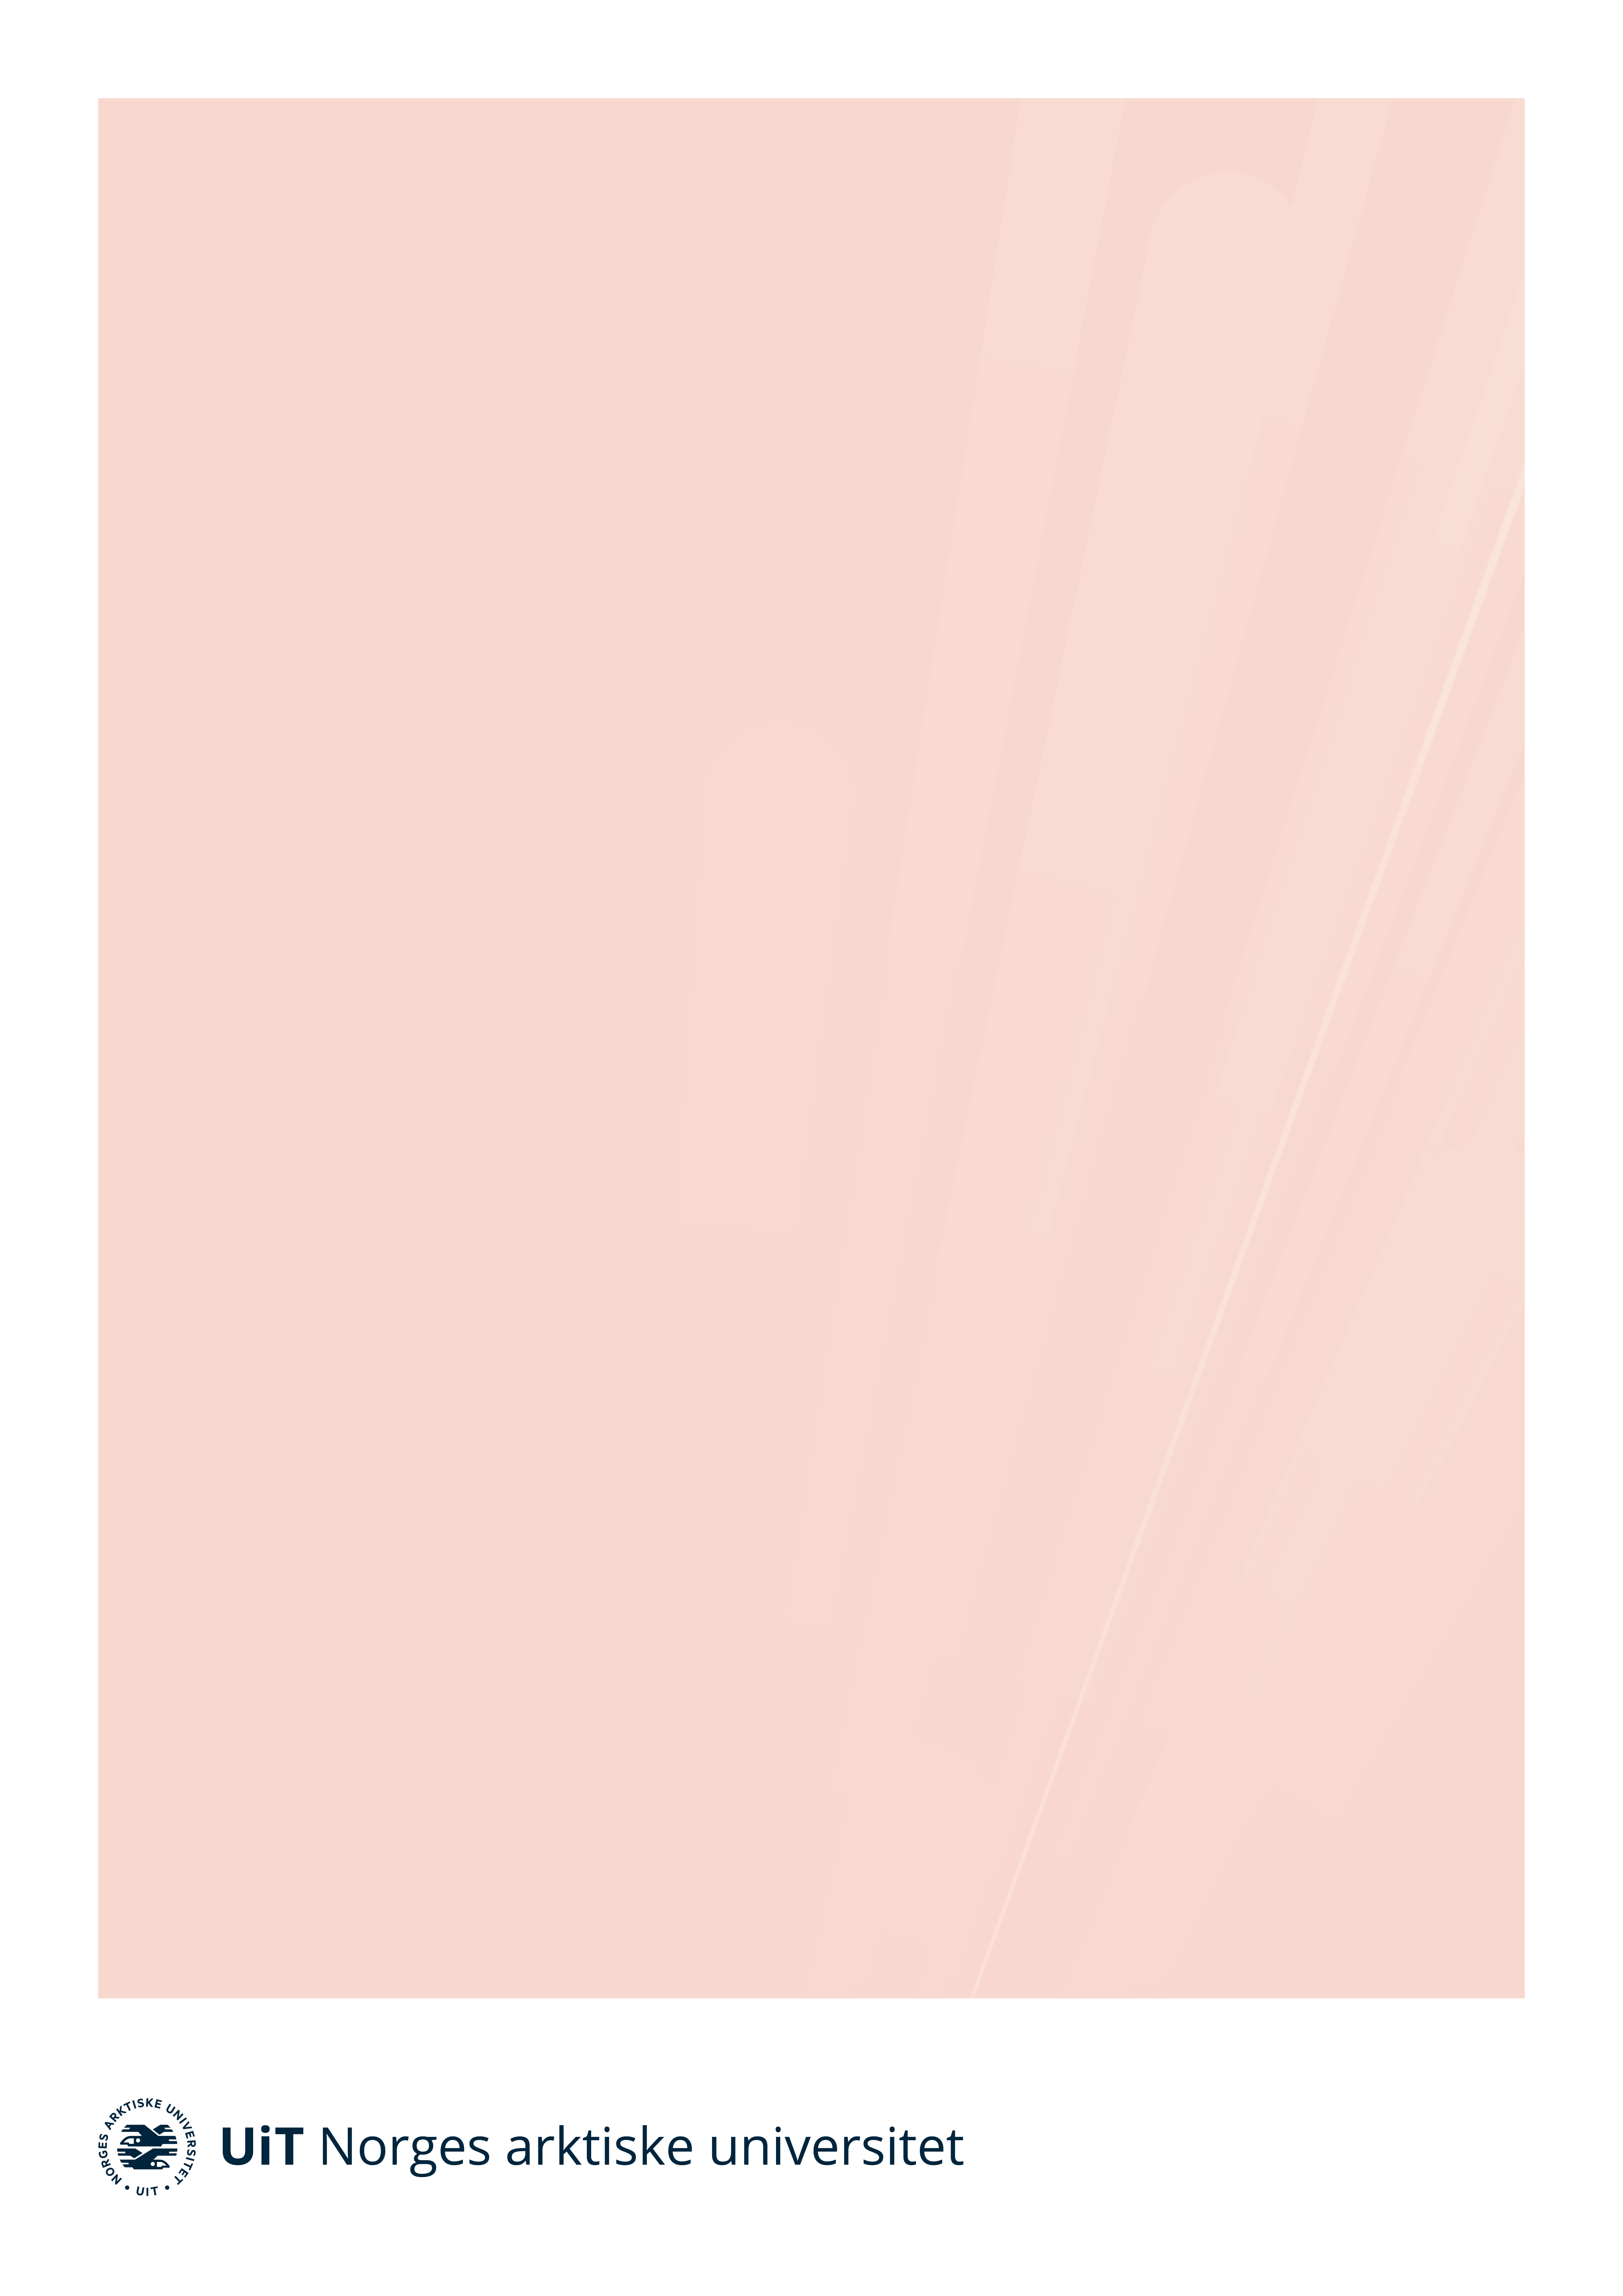 NORGES ARKTISKE UNIVERSITET
• UIT •
UiT Norges arktiske universitet